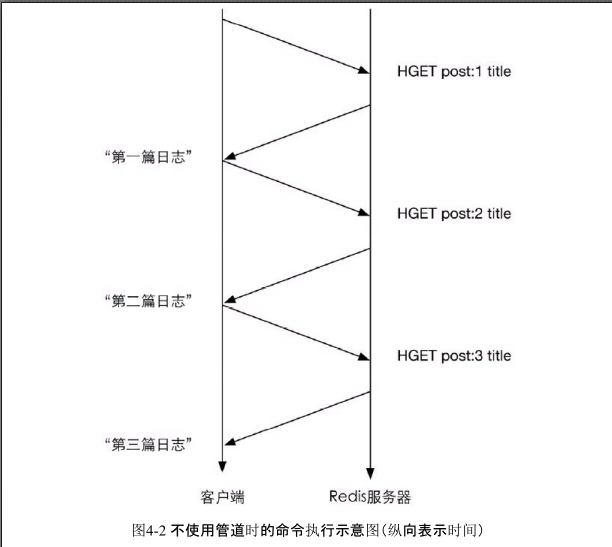 HGET post:1 title
“第一篇日志”
HGET post:2 title
“第二篇日志”
HGET post:3 title
“第三篇日志”
客户端
Redis服务器
图4-2 不使用管道时的命令执行示意图(纵向表示时间)